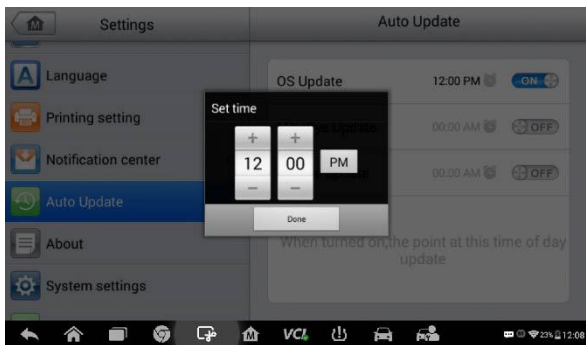 Settings
Auto Update
Language
OS Update
12:00 PM
ON
Set time
Printing setting
Update
00:00 AM
OFF
12
00
PM
Notification center
00:00 AM
OFF
Auto Update
Done
About
When turned on,the point at this time of day
update
System settings
VCI
23%
12:08